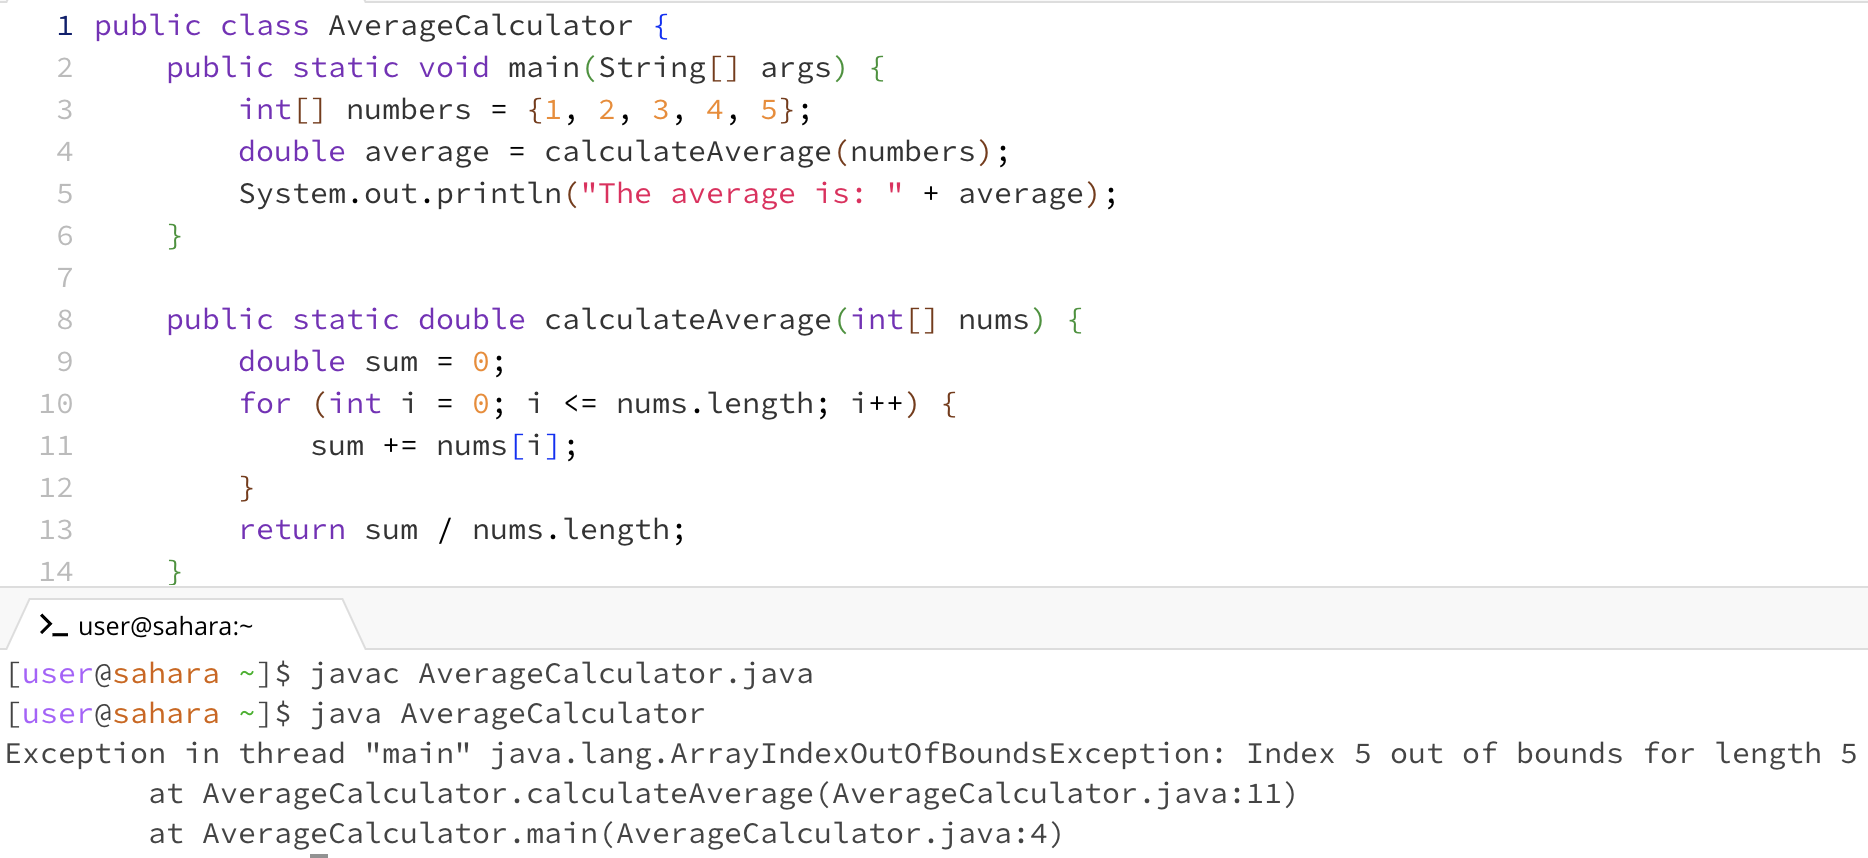 1 public class AverageCalculator {
2     public static void main(String[] args) {
3         int[] numbers = {1, 2, 3, 4, 5};
4         double average = calculateAverage(numbers);
5         System.out.println("The average is: " + average);
6     }
7
8     public static double calculateAverage(int[] nums) {
9         double sum = 0;
10         for (int i = 0; i <= nums.length; i++) {
11             sum += nums[i];
12         }
13         return sum / nums.length;
14     }
>_ user@sahara:~
[user@sahara ~]$ javac AverageCalculator.java
[user@sahara ~]$ java AverageCalculator
Exception in thread "main" java.lang.ArrayIndexOutOfBoundsException: Index 5 out of bounds for length 5
        at AverageCalculator.calculateAverage(AverageCalculator.java:11)
        at AverageCalculator.main(AverageCalculator.java:4)